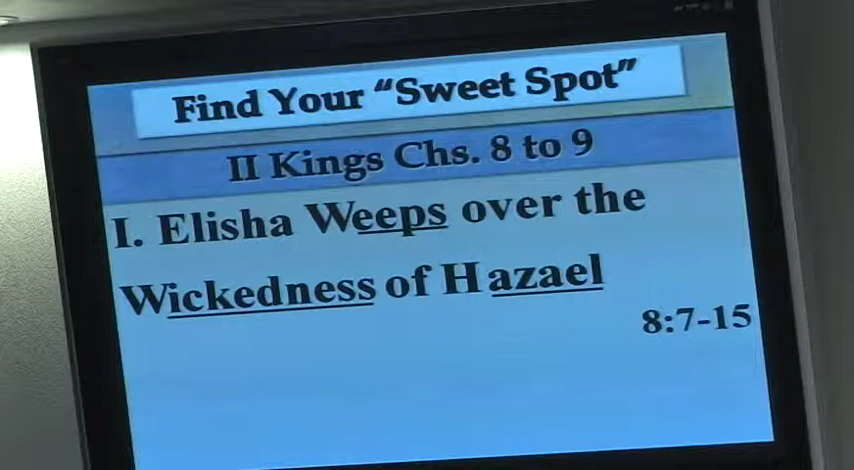 Find Your “Sweet Spot”
II Kings Chs. 8 to 9
I. Elisha Weeps over the
Wickedness of Hazael
8:7-15